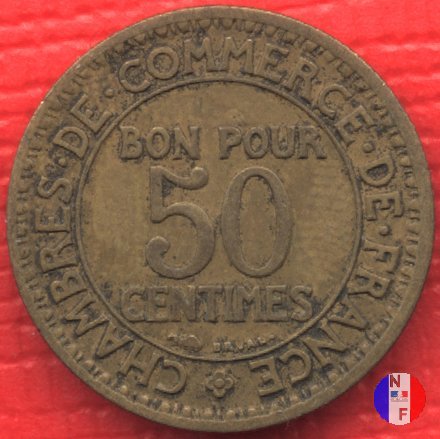 CHAMBRES·DE·COMMERCE·DE·FRANCE
BON POUR
50
CENTIMES
N
F